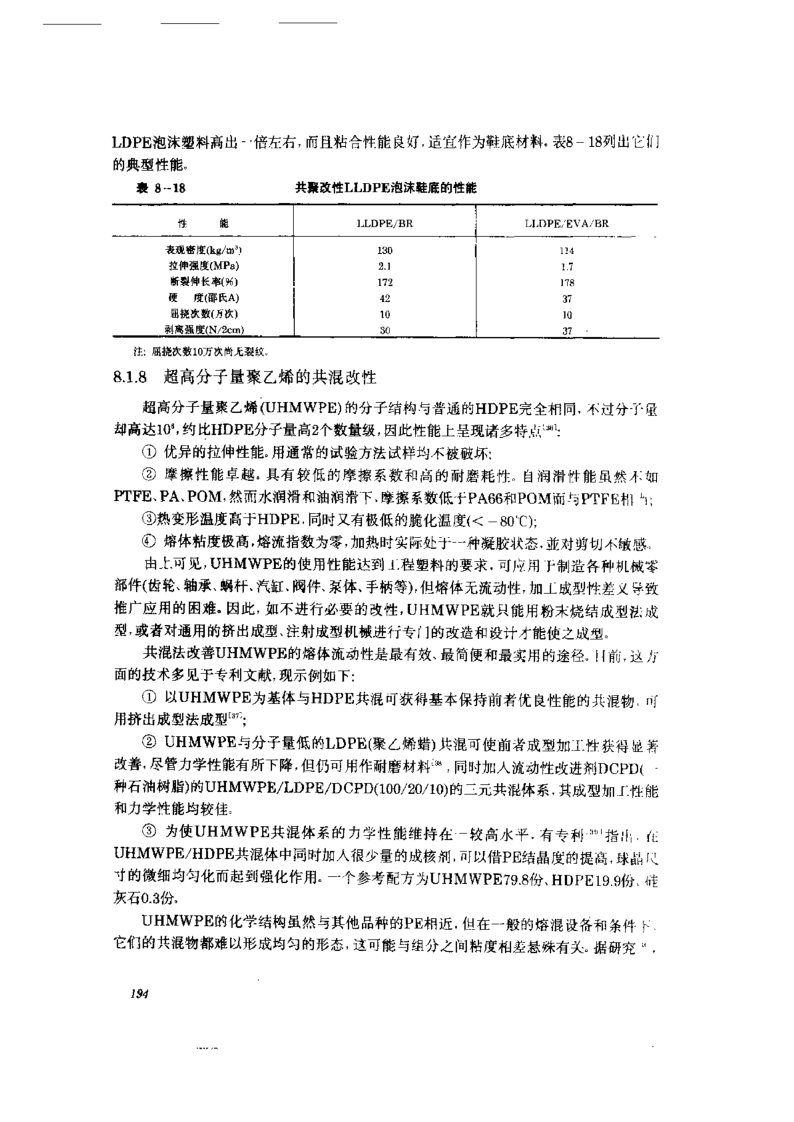 LDPE泡沫塑料高出一倍左右,而且粘合性能良好,适宜作为鞋底材料。表8-18列出它们
的典型性能。
表 8-18 共聚改性LLDPE泡沫鞋底的性能
性 能 LLDPE/BR LLDPE/EVA/BR
表观密度(kg/m³) 130 114
拉伸强度(MPa) 2.1 1.7
断裂伸长率(%) 172 178
硬 度(邵氏A) 42 37
屈挠次数(万次) 10 10
剥离强度(N/2cm) 30 37
注: 屈挠次数10万次尚无裂纹。
8.1.8 超高分子量聚乙烯的共混改性
超高分子量聚乙烯(UHMWPE)的分子结构与普通的HDPE完全相同,不过分子量
却高达10⁶,约比HDPE分子量高2个数量级,因此性能上呈现诸多特点[36]:
① 优异的拉伸性能。用通常的试验方法试样均不被破坏;
② 摩擦性能卓越。具有较低的摩擦系数和高的耐磨耗性。自润滑性能虽然不如
PTFE、PA、POM,然而水润滑和油润滑下,摩擦系数低于PA66和POM而与PTFE相当;
③热变形温度高于HDPE,同时又有极低的脆化温度(<-80℃);
④ 熔体粘度极高,熔流指数为零,加热时实际处于一种凝胶状态,并对剪切不敏感。
由上可见,UHMWPE的使用性能达到工程塑料的要求,可应用于制造各种机械零
部件(齿轮、轴承、蜗杆、汽缸、阀件、泵体、手柄等),但熔体无流动性,加工成型性差又导致
推广应用的困难。因此,如不进行必要的改性,UHMWPE就只能用粉末烧结成型法成
型,或者对通用的挤出成型、注射成型机械进行专门的改造和设计才能使之成型。
共混法改善UHMWPE的熔体流动性是最有效、最简便和最实用的途径。目前,这方
面的技术多见于专利文献,现示例如下:
① 以UHMWPE为基体与HDPE共混可获得基本保持前者优良性能的共混物,可
用挤出成型法成型[37];
② UHMWPE与分子量低的LDPE(聚乙烯蜡)共混可使前者成型加工性获得显著
改善,尽管力学性能有所下降,但仍可用作耐磨材料[38],同时加入流动性改进剂DCPD(一
种石油树脂)的UHMWPE/LDPE/DCPD(100/20/10)的三元共混体系,其成型加工性能
和力学性能均较佳。
③ 为使UHMWPE共混体系的力学性能维持在一较高水平,有专利[39]指出,在
UHMWPE/HDPE共混体中同时加入很少量的成核剂,可以借PE结晶度的提高,球晶尺
寸的微细均匀化而起到强化作用。一个参考配方为UHMWPE79.8份、HDPE19.9份、硅
灰石0.3份。
UHMWPE的化学结构虽然与其他品种的PE相近,但在一般的熔混设备和条件下,
它们的共混物都难以形成均匀的形态,这可能与组分之间粘度相差悬殊有关。据研究,
194